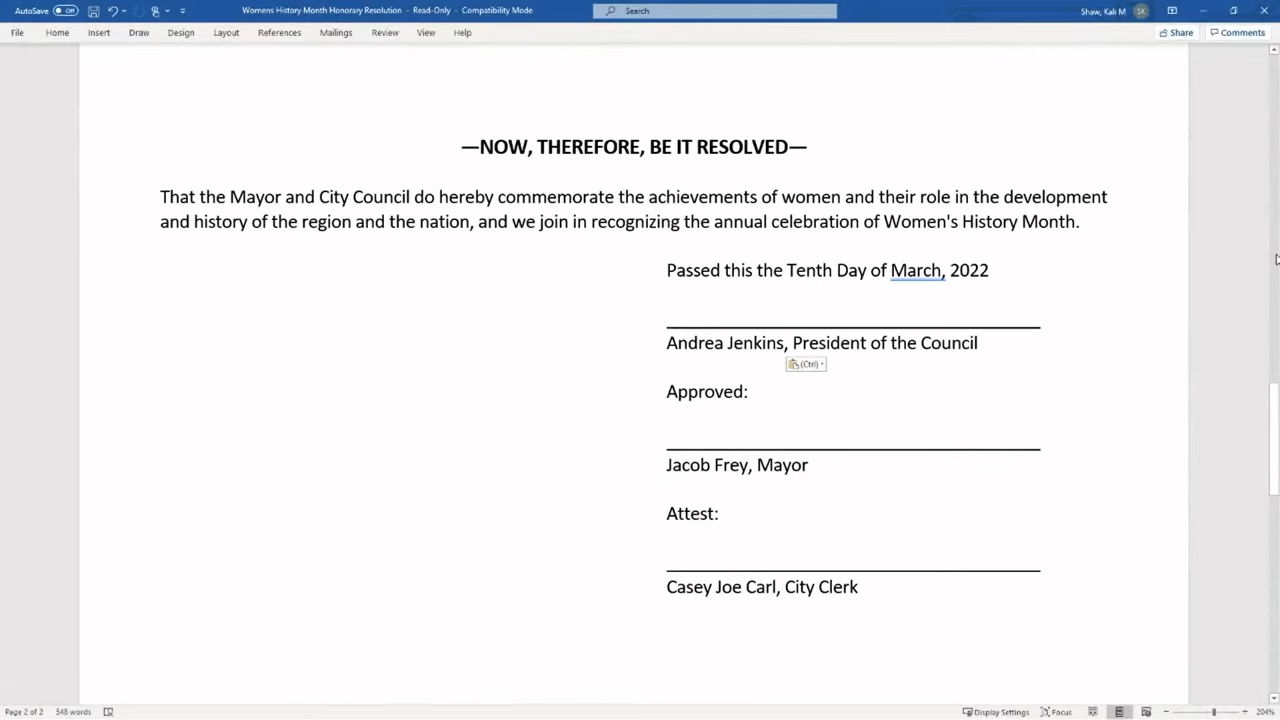 AutoSave Off Womens History Month Honorary Resolution - Read-Only - Compatibility Mode Search Shaw, Kali M SK
File Home Insert Draw Design Layout References Mailings Review View Help Share Comments
—NOW, THEREFORE, BE IT RESOLVED—
That the Mayor and City Council do hereby commemorate the achievements of women and their role in the development
and history of the region and the nation, and we join in recognizing the annual celebration of Women's History Month.
Passed this the Tenth Day of March, 2022
Andrea Jenkins, President of the Council
(Ctrl)
Approved:
Jacob Frey, Mayor
Attest:
Casey Joe Carl, City Clerk
Page 2 of 2 548 words Display Settings Focus 204%